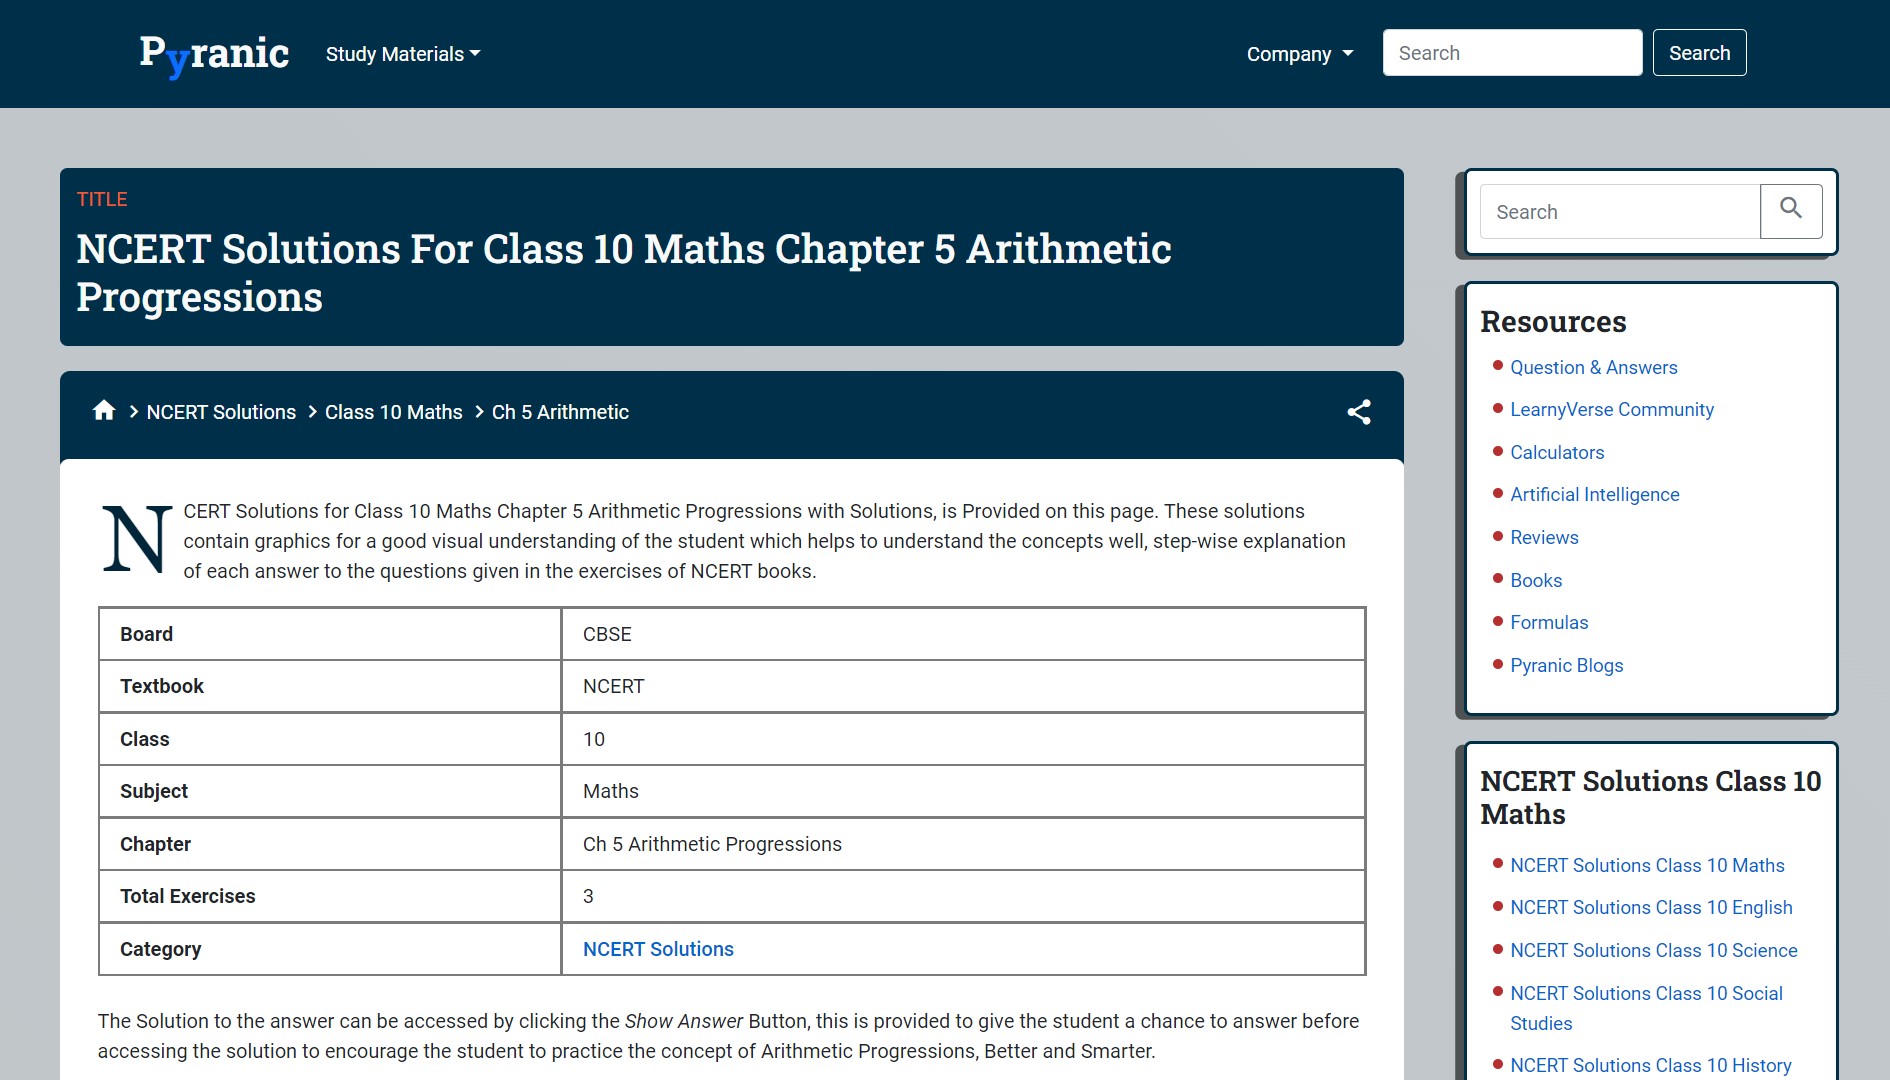 Pyranic
Study Materials
Company
Search
Search
TITLE
NCERT Solutions For Class 10 Maths Chapter 5 Arithmetic
Progressions
NCERT Solutions
Class 10 Maths
Ch 5 Arithmetic
NCERT Solutions for Class 10 Maths Chapter 5 Arithmetic Progressions with Solutions, is Provided on this page. These solutions
contain graphics for a good visual understanding of the student which helps to understand the concepts well, step-wise explanation
of each answer to the questions given in the exercises of NCERT books.
Board CBSE
Textbook NCERT
Class 10
Subject Maths
Chapter Ch 5 Arithmetic Progressions
Total Exercises 3
Category NCERT Solutions
The Solution to the answer can be accessed by clicking the Show Answer Button, this is provided to give the student a chance to answer before
accessing the solution to encourage the student to practice the concept of Arithmetic Progressions, Better and Smarter.
Search
Resources
Question & Answers
LearnyVerse Community
Calculators
Artificial Intelligence
Reviews
Books
Formulas
Pyranic Blogs
NCERT Solutions Class 10
Maths
NCERT Solutions Class 10 Maths
NCERT Solutions Class 10 English
NCERT Solutions Class 10 Science
NCERT Solutions Class 10 Social
Studies
NCERT Solutions Class 10 History